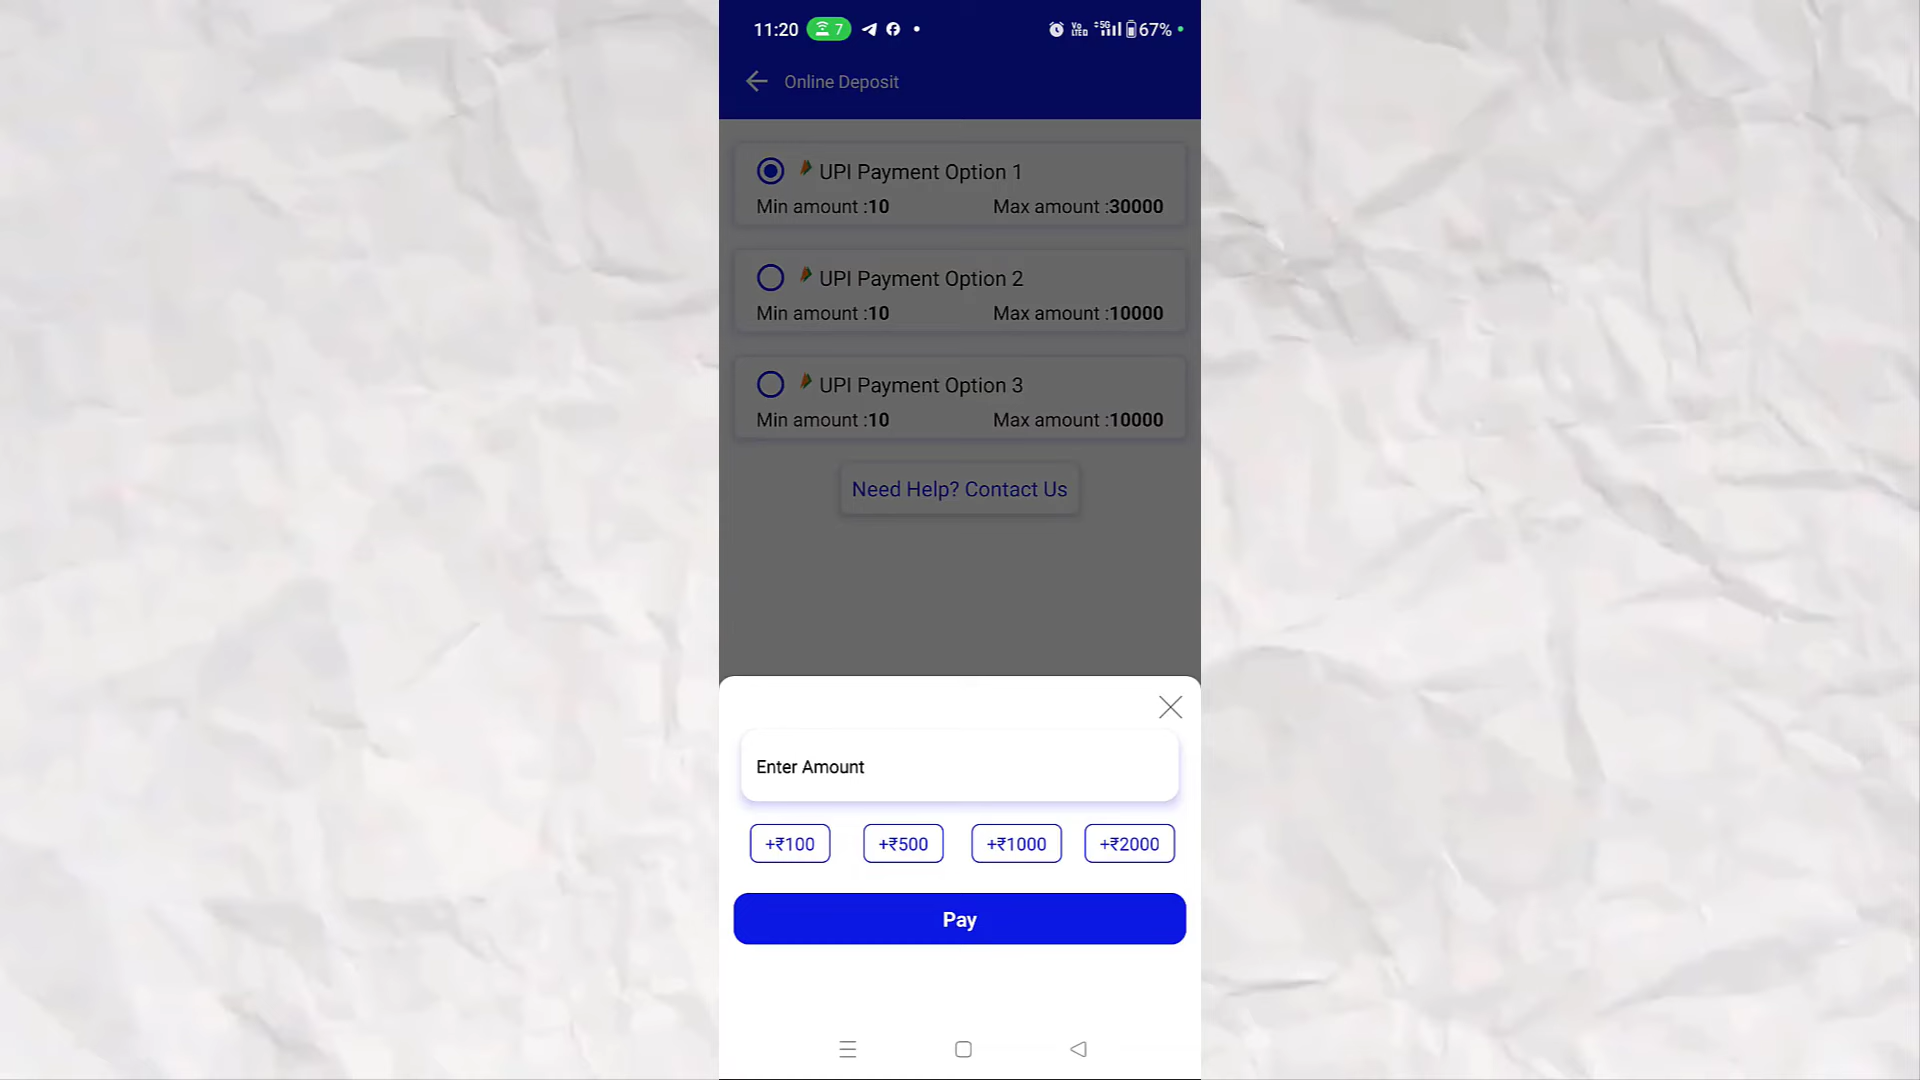 11:20 7 67%
Online Deposit
UPI Payment Option 1
Min amount :10 Max amount :30000
UPI Payment Option 2
Min amount :10 Max amount :10000
UPI Payment Option 3
Min amount :10 Max amount :10000
Need Help? Contact Us
Enter Amount
+₹100 +₹500 +₹1000 +₹2000
Pay